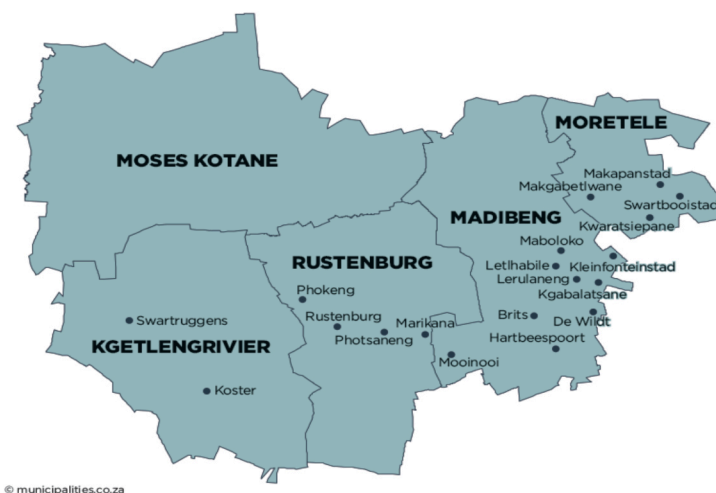 MORETELE
MOSES KOTANE
Makapanstad
Makgabetlwane
Swartbooistad
MADIBENG
Kwaratsiepane
Maboloko
RUSTENBURG
Letlhabile
Kleinfonteinstad
Lerulaneng
Kgabalatsane
Phokeng
Swartruggens
Rustenburg
Marikana
Brits
De Wildt
Photsaneng
Hartbeespoort
KGETLENGRIVIER
Mooinooi
Koster
© municipalities.co.za